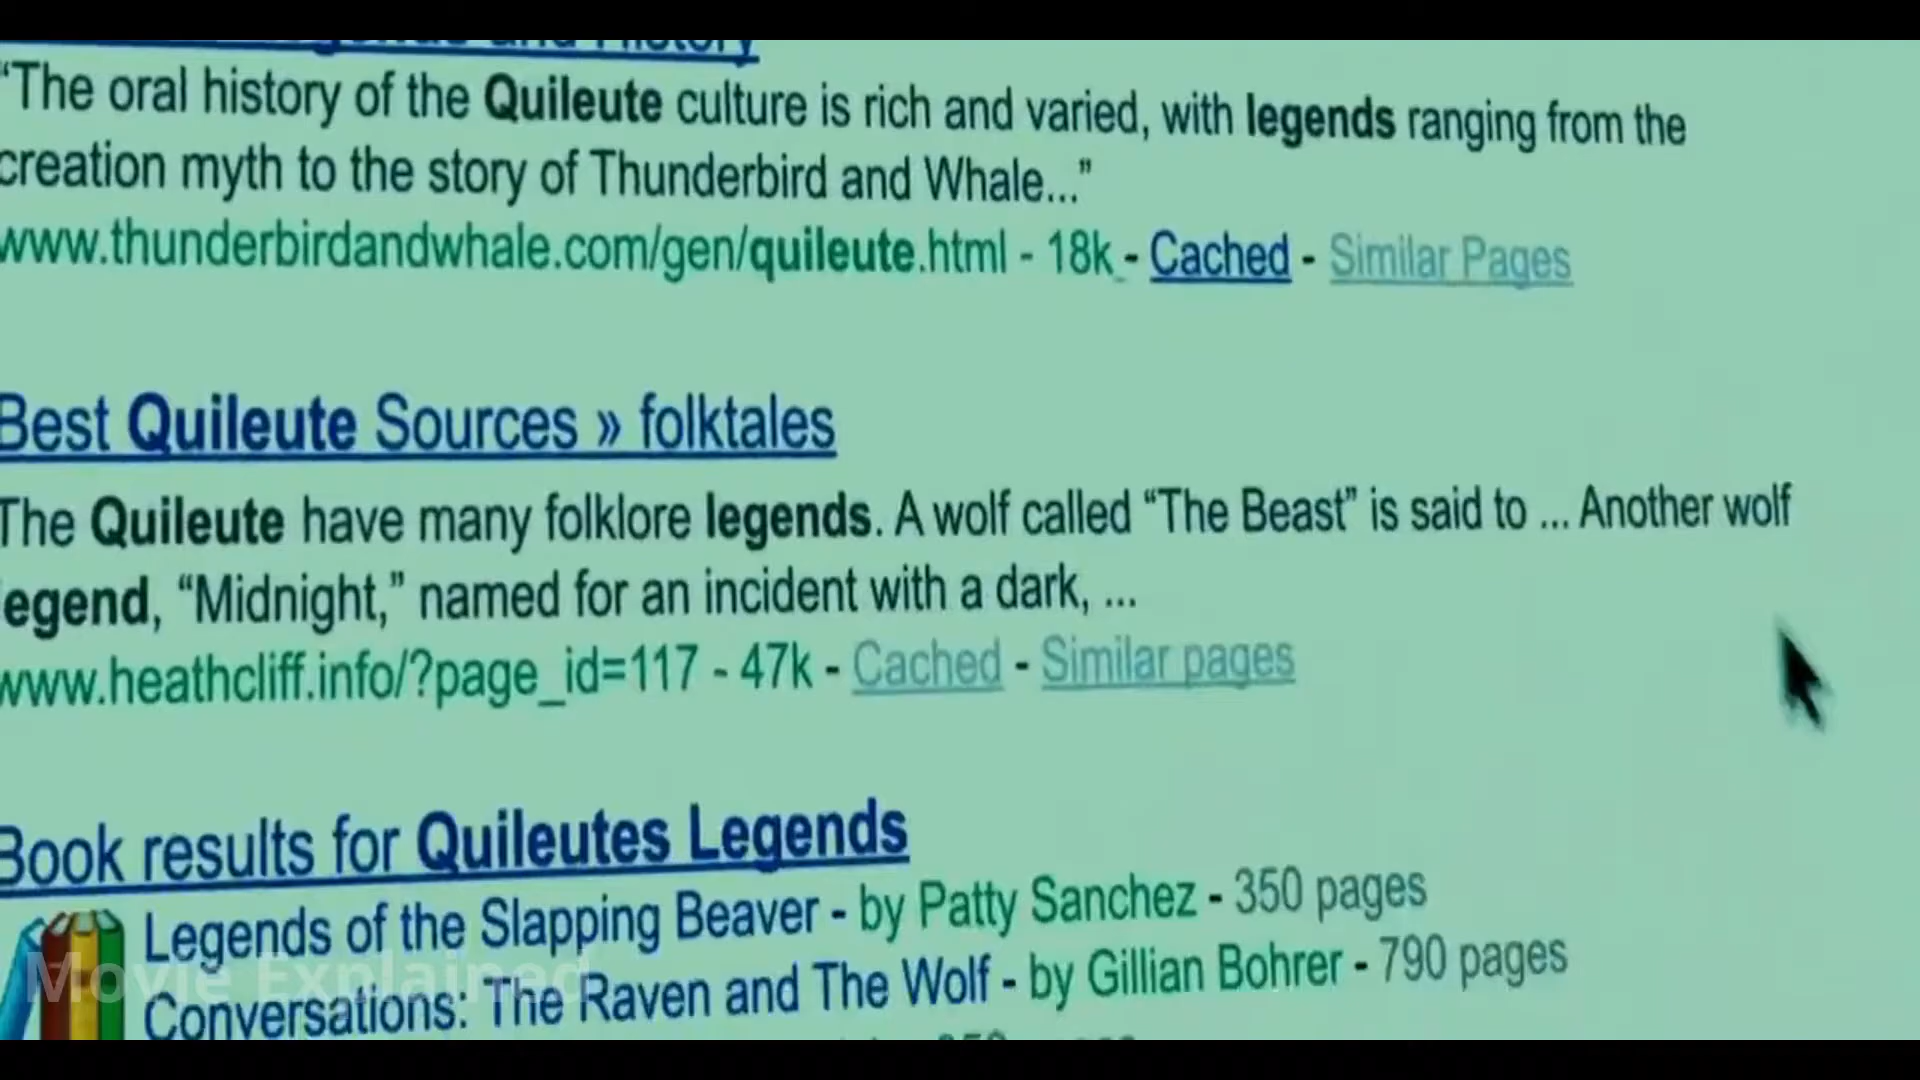 and History
“The oral history of the Quileute culture is rich and varied, with legends ranging from the
creation myth to the story of Thunderbird and Whale...”
www.thunderbirdandwhale.com/gen/quileute.html - 18k - Cached - Similar Pages
Best Quileute Sources » folktales
The Quileute have many folklore legends. A wolf called “The Beast” is said to ... Another wolf
legend, “Midnight,” named for an incident with a dark, ...
www.heathcliff.info/?page_id=117 - 47k - Cached - Similar pages
Book results for Quileutes Legends
Legends of the Slapping Beaver - by Patty Sanchez - 350 pages
Conversations: The Raven and The Wolf - by Gillian Bohrer - 790 pages
Movie Explained